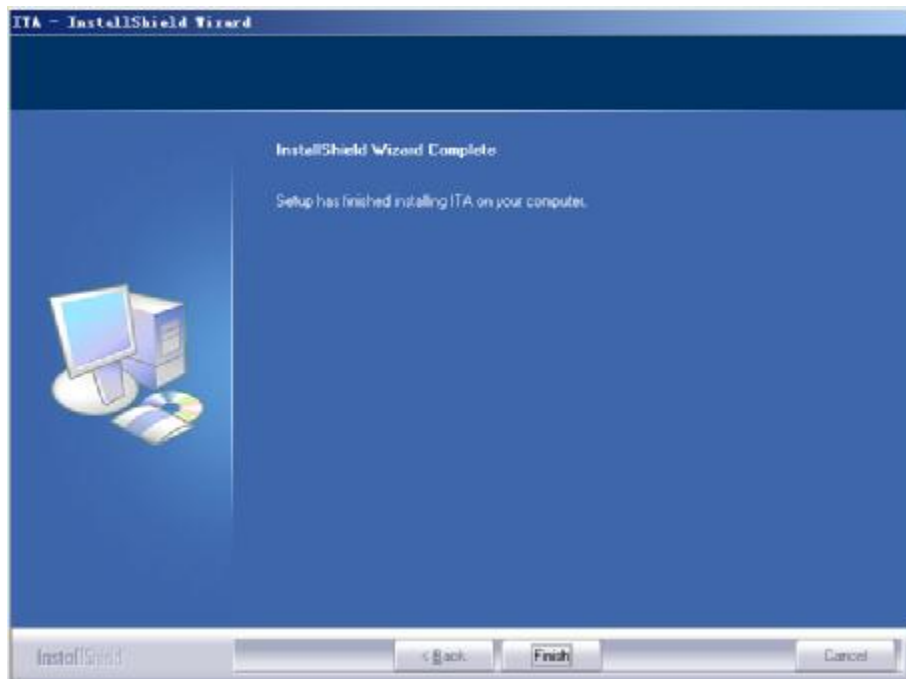 ITA - InstallShield Wizard
InstallShield Wizard Complete
Setup has finished installing ITA on your computer.
InstallShield
< Back
Finish
Cancel